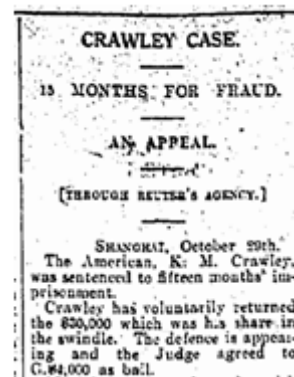 CRAWLEY CASE.
15 MONTHS FOR FRAUD.
AN APPEAL.
[THROUGH REUTER'S AGENCY.]
SHANGHAI, October 29th.
The American, K. M. Crawley,
was sentenced to fifteen months' im-
prisonment.
Crawley has voluntarily returned
the $30,000 which was his share in
the swindle. The defence is appeal-
ing and the Judge agreed to
as bail.